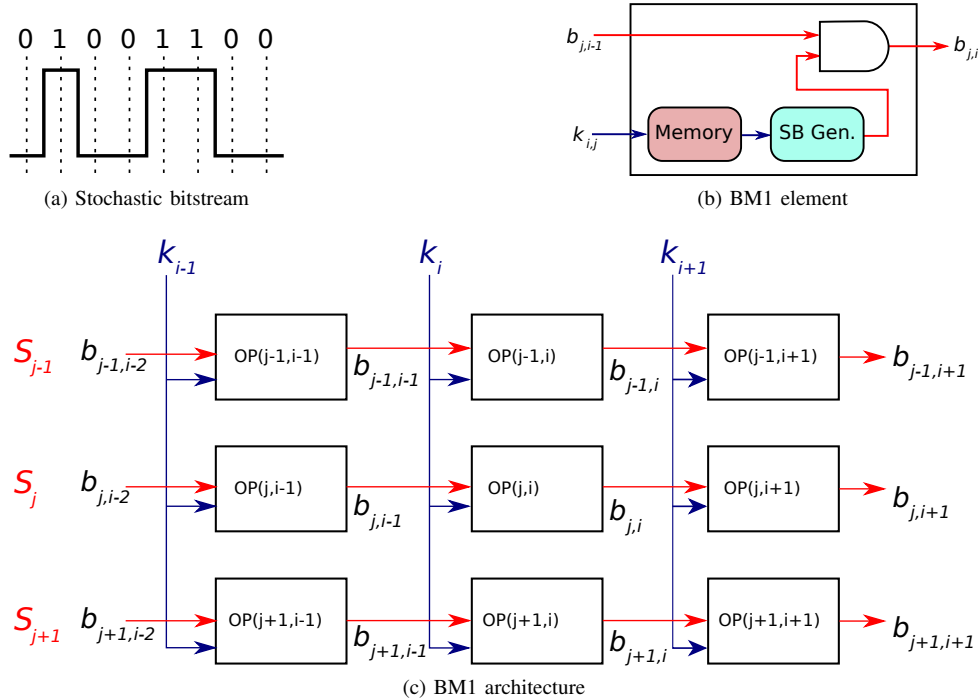 0 1 0 0 1 1 0 0
(a) Stochastic bitstream
b_{j,i-1}
b_{j,i}
k_{i,j}
Memory
SB Gen.
(b) BM1 element
k_{i-1} k_i k_{i+1}
S_{j-1} b_{j-1,i-2} OP(j-1,i-1) b_{j-1,i-1} OP(j-1,i) b_{j-1,i} OP(j-1,i+1) b_{j-1,i+1}
S_j b_{j,i-2} OP(j,i-1) b_{j,i-1} OP(j,i) b_{j,i} OP(j,i+1) b_{j,i+1}
S_{j+1} b_{j+1,i-2} OP(j+1,i-1) b_{j+1,i-1} OP(j+1,i) b_{j+1,i} OP(j+1,i+1) b_{j+1,i+1}
(c) BM1 architecture